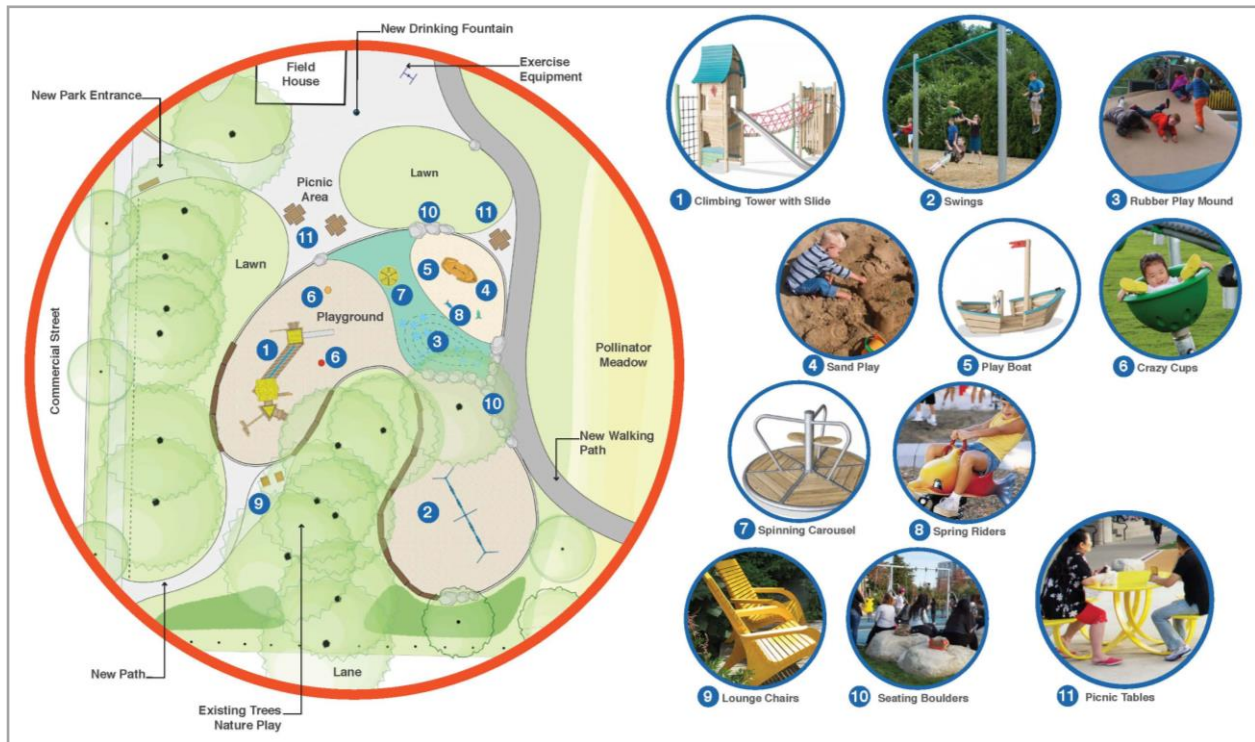 New Drinking Fountain
Field
House
Exercise
Equipment
New Park Entrance
Lawn
Picnic
Area
10
11
11
Lawn
5
4
6
7
Playground
8
3
1
6
Commercial Street
Pollinator
Meadow
10
New Walking
Path
9
2
New Path
Lane
Existing Trees
Nature Play
1 Climbing Tower with Slide
2 Swings
3 Rubber Play Mound
4 Sand Play
5 Play Boat
6 Crazy Cups
7 Spinning Carousel
8 Spring Riders
9 Lounge Chairs
10 Seating Boulders
11 Picnic Tables